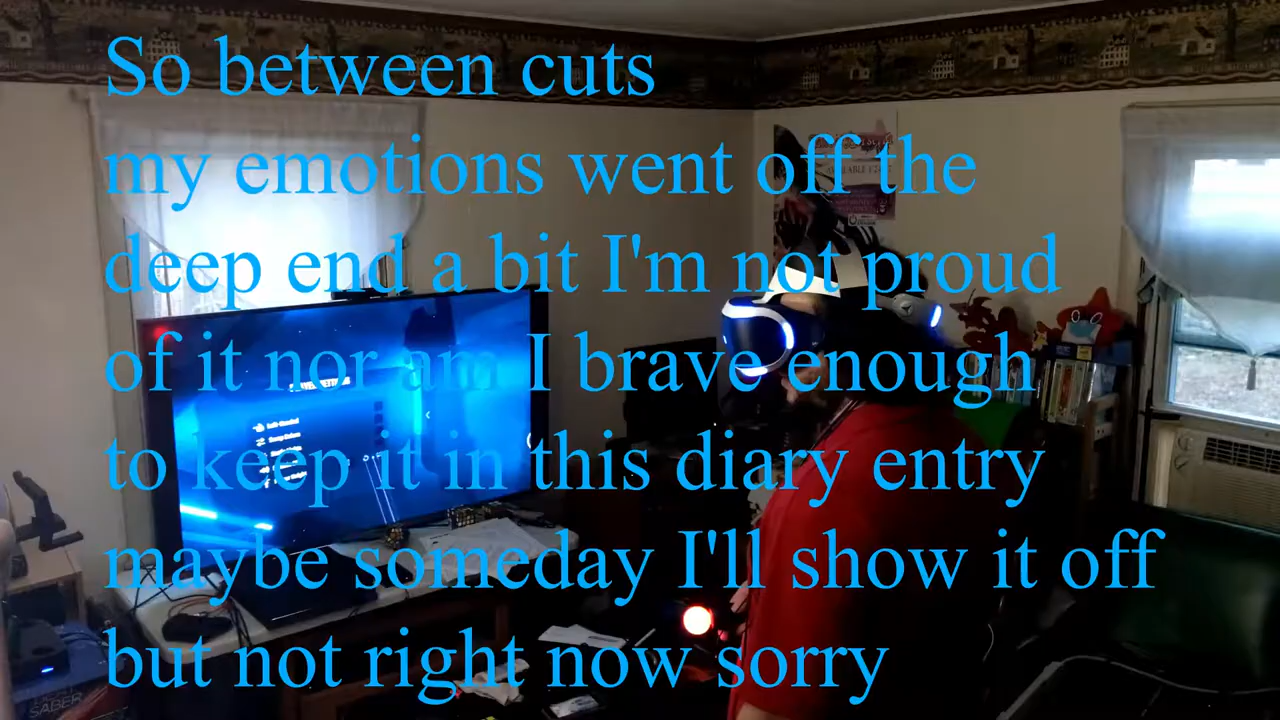 So between cuts
my emotions went off the
deep end a bit I'm not proud
of it nor am I brave enough
to keep it in this diary entry
maybe someday I'll show it off
but not right now sorry
SABER